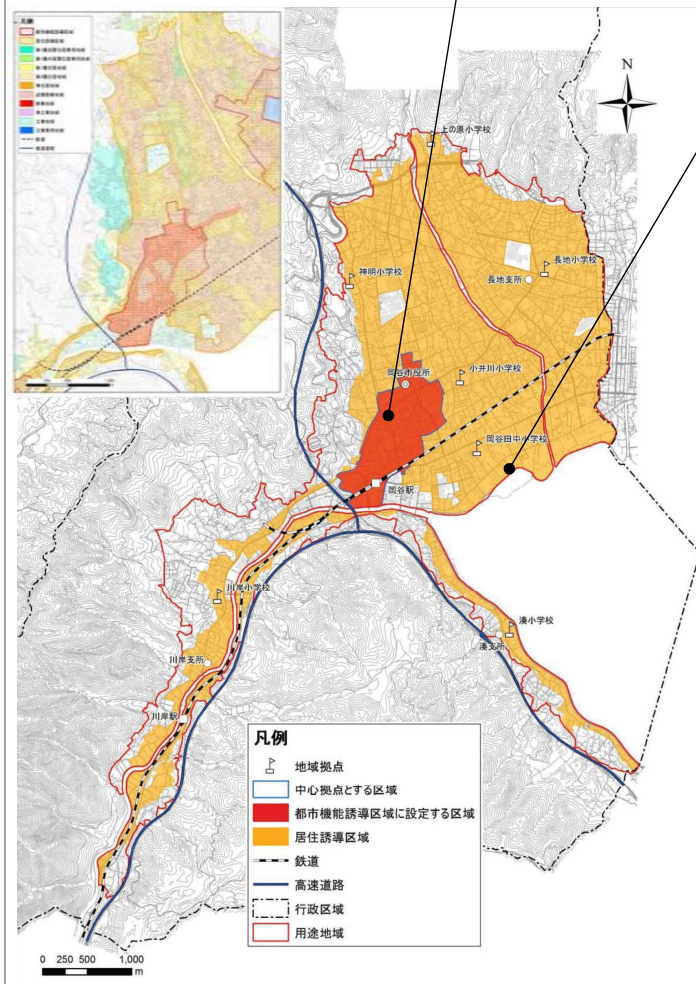 凡例
N
上の原小学校
神明小学校
長地小学校
長地支所
岡谷市役所
小井川小学校
岡谷田中小学校
岡谷駅
川岸小学校
湊小学校
湊支所
川岸支所
川岸駅
凡例
地域拠点
中心拠点とする区域
都市機能誘導区域に設定する区域
居住誘導区域
鉄道
高速道路
行政区域
用途地域
0 250 500 1,000
m